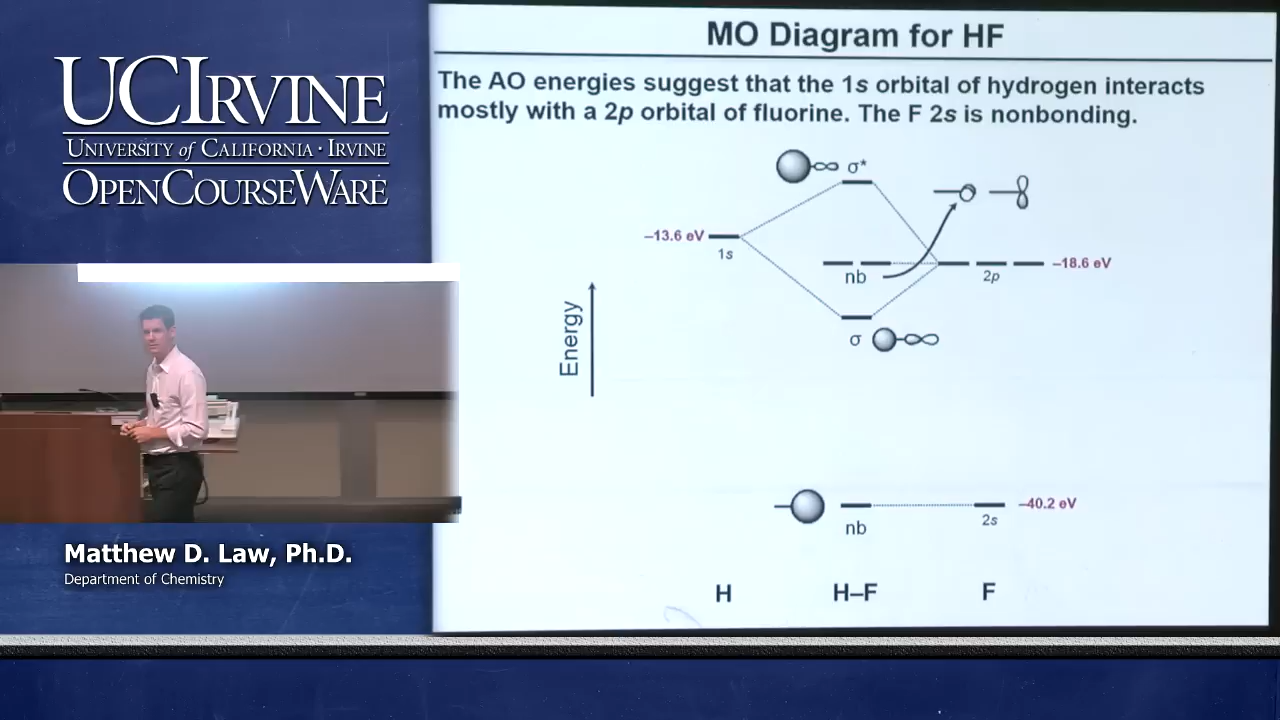 UCIRVINE
UNIVERSITY of CALIFORNIA · IRVINE
OPENCOURSEWARE
Matthew D. Law, Ph.D.
Department of Chemistry
MO Diagram for HF
The AO energies suggest that the 1s orbital of hydrogen interacts
mostly with a 2p orbital of fluorine. The F 2s is nonbonding.
σ*
–13.6 eV
1s
nb
2p
–18.6 eV
σ
Energy
nb
2s
–40.2 eV
H
H–F
F